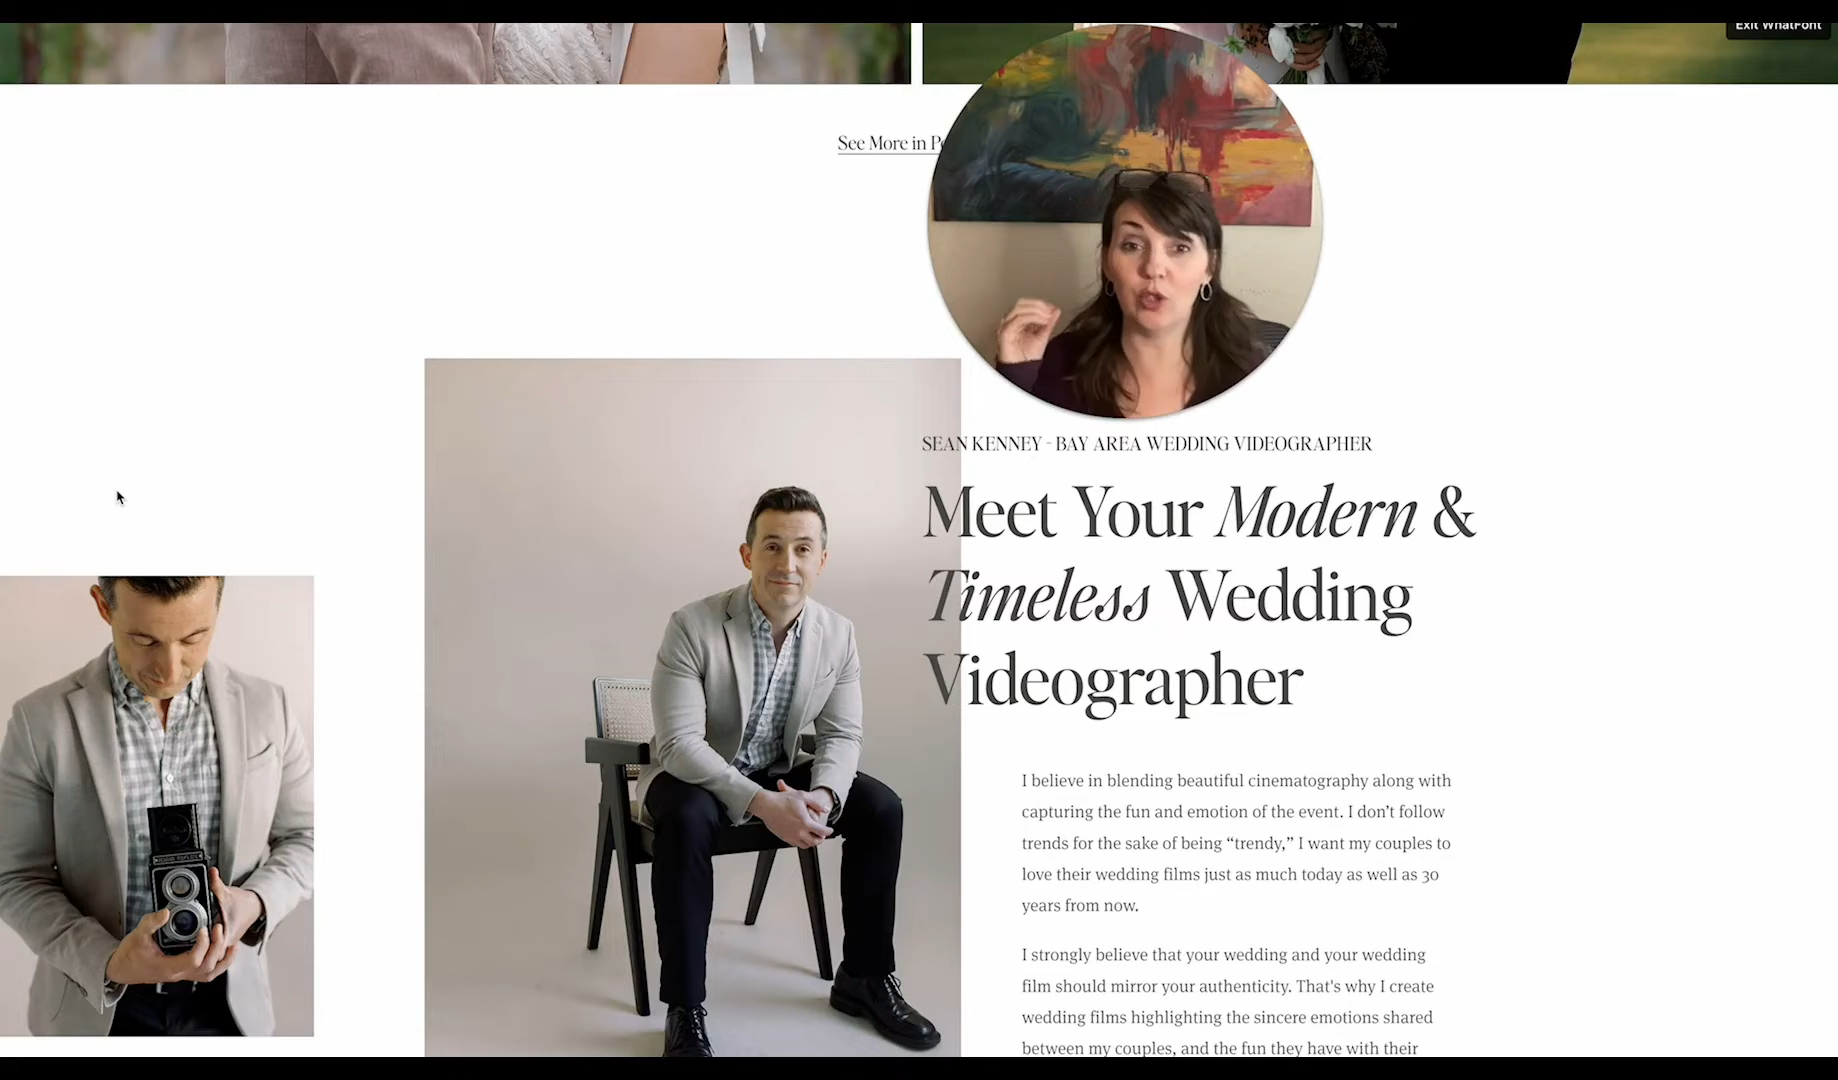 Exit WhatFont
See More in
SEAN KENNEY - BAY AREA WEDDING VIDEOGRAPHER
Meet Your Modern &
Timeless Wedding
Videographer
I believe in blending beautiful cinematography along with
capturing the fun and emotion of the event. I don’t follow
trends for the sake of being “trendy,” I want my couples to
love their wedding films just as much today as well as 30
years from now.
I strongly believe that your wedding and your wedding
film should mirror your authenticity. That's why I create
wedding films highlighting the sincere emotions shared
between my couples, and the fun they have with their